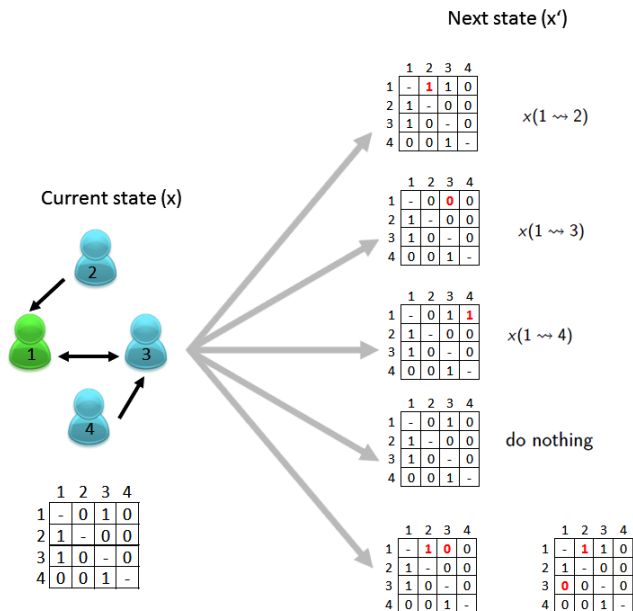 Next state (x‘)
1 2 3 4
1 - 1 1 0
2 1 - 0 0
3 1 0 - 0
4 0 0 1 -
x(1 ⇝ 2)
1 2 3 4
1 - 0 0 0
2 1 - 0 0
3 1 0 - 0
4 0 0 1 -
x(1 ⇝ 3)
Current state (x)
2
1
3
4
1 2 3 4
1 - 0 1 1
2 1 - 0 0
3 1 0 - 0
4 0 0 1 -
x(1 ⇝ 4)
1 2 3 4
1 - 0 1 0
2 1 - 0 0
3 1 0 - 0
4 0 0 1 -
do nothing
1 2 3 4
1 - 0 1 0
2 1 - 0 0
3 1 0 - 0
4 0 0 1 -
1 2 3 4
1 - 1 0 0
2 1 - 0 0
3 1 0 - 0
4 0 0 1 -
1 2 3 4
1 - 1 1 0
2 1 - 0 0
3 0 0 - 0
4 0 0 1 -